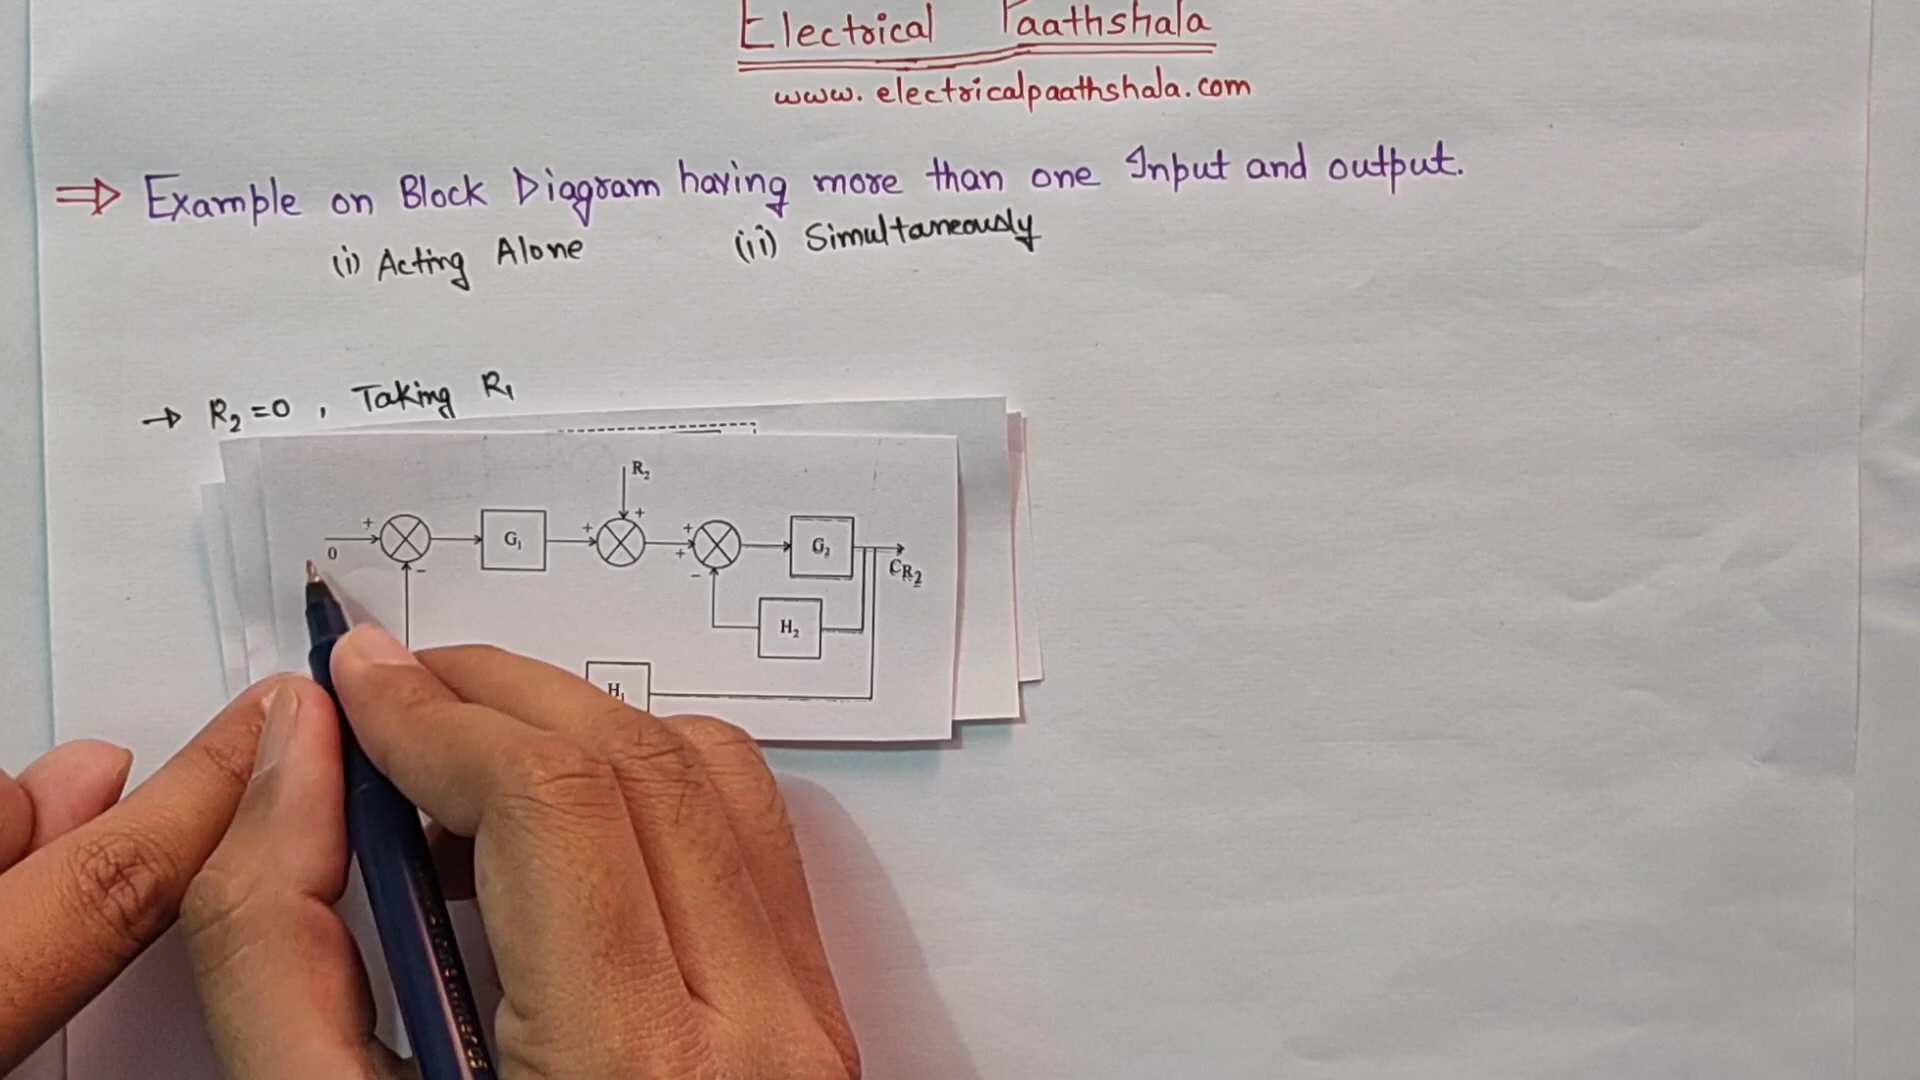 Electrical Paathshala
www.electricalpaathshala.com
⇒ Example on Block Diagram having more than one Input and output.
(i) Acting Alone (ii) Simultaneously
→ R₂ = 0 , Taking R₁
R₂
+ + + +
0 G₁ G₂
+ - - C_R₂
H₂
H₁